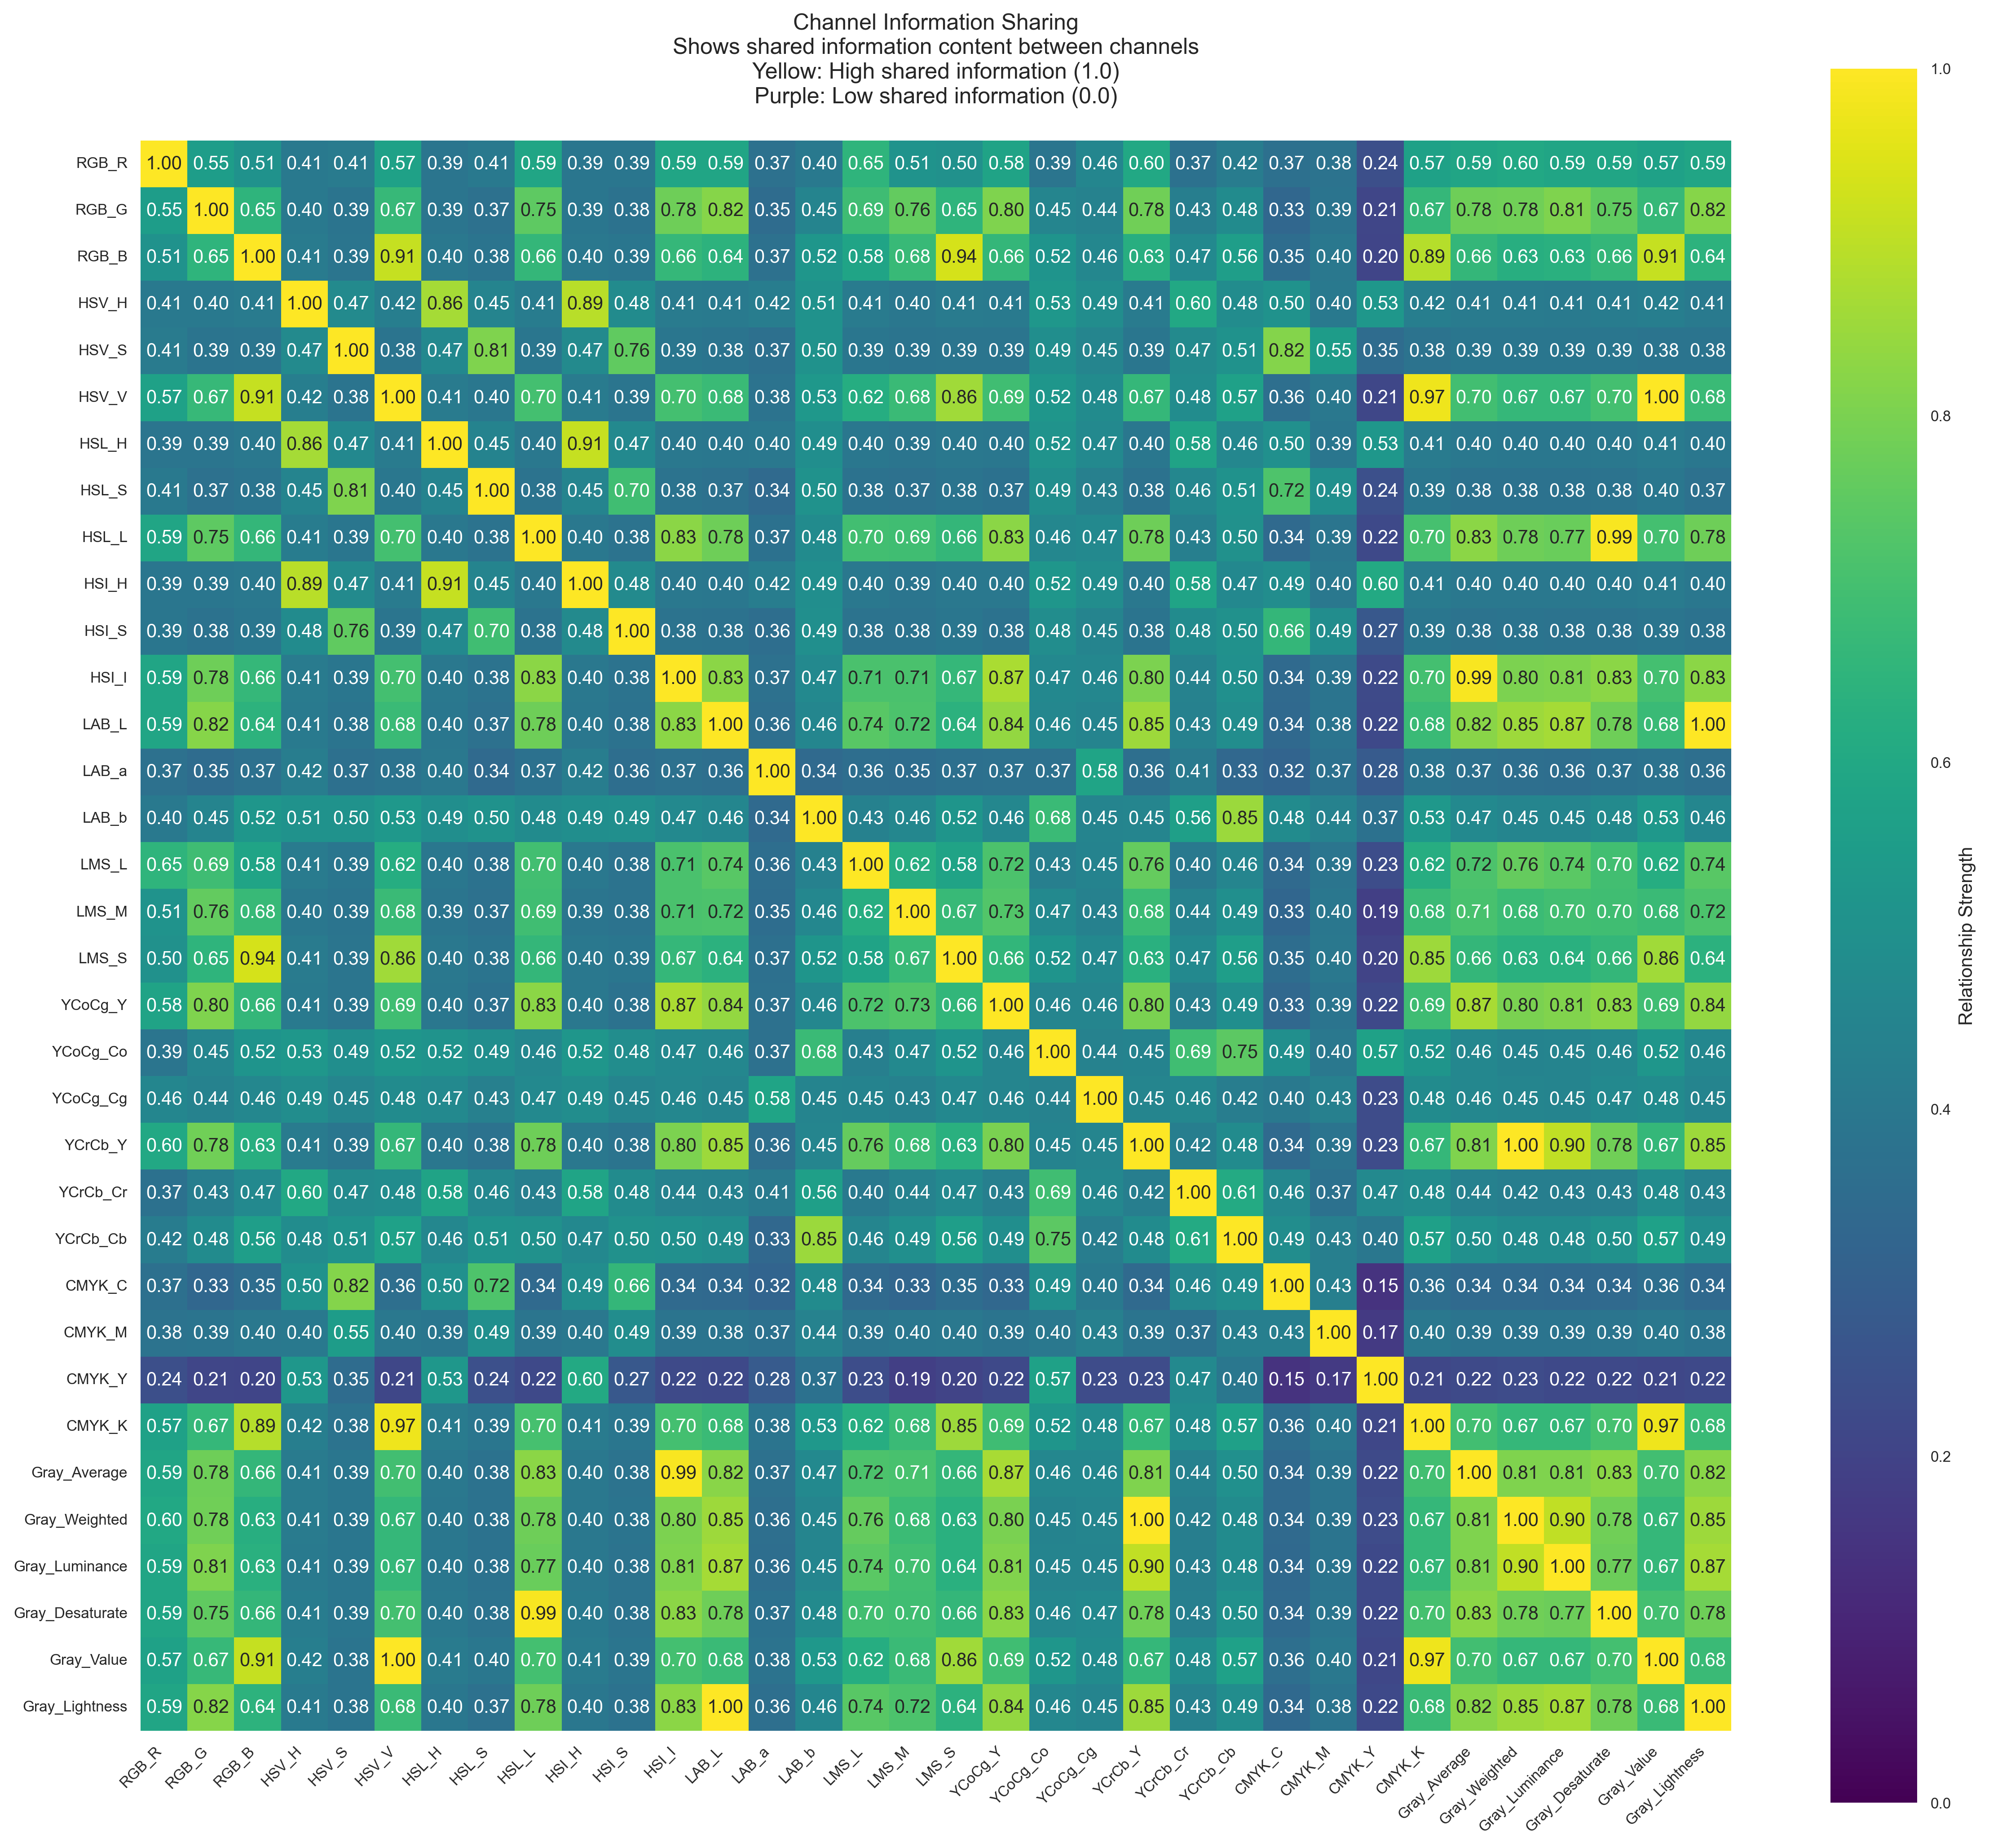 Channel Information Sharing
Shows shared information content between channels
Yellow: High shared information (1.0)
Purple: Low shared information (0.0)
RGB_R 1.00 0.55 0.51 0.41 0.41 0.57 0.39 0.41 0.59 0.39 0.39 0.59 0.59 0.37 0.40 0.65 0.51 0.50 0.58 0.39 0.46 0.60 0.37 0.42 0.37 0.38 0.24 0.57 0.59 0.60 0.59 0.59 0.57 0.59
RGB_G 0.55 1.00 0.65 0.40 0.39 0.67 0.39 0.37 0.75 0.39 0.38 0.78 0.82 0.35 0.45 0.69 0.76 0.65 0.80 0.45 0.44 0.78 0.43 0.48 0.33 0.39 0.21 0.67 0.78 0.78 0.81 0.75 0.67 0.82
RGB_B 0.51 0.65 1.00 0.41 0.39 0.91 0.40 0.38 0.66 0.40 0.39 0.66 0.64 0.37 0.52 0.58 0.68 0.94 0.66 0.52 0.46 0.63 0.47 0.56 0.35 0.40 0.20 0.89 0.66 0.63 0.63 0.66 0.91 0.64
HSV_H 0.41 0.40 0.41 1.00 0.47 0.42 0.86 0.45 0.41 0.89 0.48 0.41 0.41 0.42 0.51 0.41 0.40 0.41 0.41 0.53 0.49 0.41 0.60 0.48 0.50 0.40 0.53 0.42 0.41 0.41 0.41 0.41 0.42 0.41
HSV_S 0.41 0.39 0.39 0.47 1.00 0.38 0.47 0.81 0.39 0.47 0.76 0.39 0.38 0.37 0.50 0.39 0.39 0.39 0.39 0.49 0.45 0.39 0.47 0.51 0.82 0.55 0.35 0.38 0.39 0.39 0.39 0.39 0.38 0.38
HSV_V 0.57 0.67 0.91 0.42 0.38 1.00 0.41 0.40 0.70 0.41 0.39 0.70 0.68 0.38 0.53 0.62 0.68 0.86 0.69 0.52 0.48 0.67 0.48 0.57 0.36 0.40 0.21 0.97 0.70 0.67 0.67 0.70 1.00 0.68
HSL_H 0.39 0.39 0.40 0.86 0.47 0.41 1.00 0.45 0.40 0.91 0.47 0.40 0.40 0.40 0.49 0.40 0.39 0.40 0.40 0.52 0.47 0.40 0.58 0.46 0.50 0.39 0.53 0.41 0.40 0.40 0.40 0.40 0.41 0.40
HSL_S 0.41 0.37 0.38 0.45 0.81 0.40 0.45 1.00 0.38 0.45 0.70 0.38 0.37 0.34 0.50 0.38 0.37 0.38 0.37 0.49 0.43 0.38 0.46 0.51 0.72 0.49 0.24 0.39 0.38 0.38 0.38 0.38 0.40 0.37
HSL_L 0.59 0.75 0.66 0.41 0.39 0.70 0.40 0.38 1.00 0.40 0.38 0.83 0.78 0.37 0.48 0.70 0.69 0.66 0.83 0.46 0.47 0.78 0.43 0.50 0.34 0.39 0.22 0.70 0.83 0.78 0.77 0.99 0.70 0.78
HSI_H 0.39 0.39 0.40 0.89 0.47 0.41 0.91 0.45 0.40 1.00 0.48 0.40 0.40 0.42 0.49 0.40 0.39 0.40 0.40 0.52 0.49 0.40 0.58 0.47 0.49 0.40 0.60 0.41 0.40 0.40 0.40 0.40 0.41 0.40
HSI_S 0.39 0.38 0.39 0.48 0.76 0.39 0.47 0.70 0.38 0.48 1.00 0.38 0.38 0.36 0.49 0.38 0.38 0.39 0.38 0.48 0.45 0.38 0.48 0.50 0.66 0.49 0.27 0.39 0.38 0.38 0.38 0.38 0.39 0.38
HSI_I 0.59 0.78 0.66 0.41 0.39 0.70 0.40 0.38 0.83 0.40 0.38 1.00 0.83 0.37 0.47 0.71 0.71 0.67 0.87 0.47 0.46 0.80 0.44 0.50 0.34 0.39 0.22 0.70 0.99 0.80 0.81 0.83 0.70 0.83
LAB_L 0.59 0.82 0.64 0.41 0.38 0.68 0.40 0.37 0.78 0.40 0.38 0.83 1.00 0.36 0.46 0.74 0.72 0.64 0.84 0.46 0.45 0.85 0.43 0.49 0.34 0.38 0.22 0.68 0.82 0.85 0.87 0.78 0.68 1.00
LAB_a 0.37 0.35 0.37 0.42 0.37 0.38 0.40 0.34 0.37 0.42 0.36 0.37 0.36 1.00 0.34 0.36 0.35 0.37 0.37 0.37 0.58 0.36 0.41 0.33 0.32 0.37 0.28 0.38 0.37 0.36 0.36 0.37 0.38 0.36
LAB_b 0.40 0.45 0.52 0.51 0.50 0.53 0.49 0.50 0.48 0.49 0.49 0.47 0.46 0.34 1.00 0.43 0.46 0.52 0.46 0.68 0.45 0.45 0.56 0.85 0.48 0.44 0.37 0.53 0.47 0.45 0.45 0.48 0.53 0.46
LMS_L 0.65 0.69 0.58 0.41 0.39 0.62 0.40 0.38 0.70 0.40 0.38 0.71 0.74 0.36 0.43 1.00 0.62 0.58 0.72 0.43 0.45 0.76 0.40 0.46 0.34 0.39 0.23 0.62 0.72 0.76 0.74 0.70 0.62 0.74
LMS_M 0.51 0.76 0.68 0.40 0.39 0.68 0.39 0.37 0.69 0.39 0.38 0.71 0.72 0.35 0.46 0.62 1.00 0.67 0.73 0.47 0.43 0.68 0.44 0.49 0.33 0.40 0.19 0.68 0.71 0.68 0.70 0.70 0.68 0.72
LMS_S 0.50 0.65 0.94 0.41 0.39 0.86 0.40 0.38 0.66 0.40 0.39 0.67 0.64 0.37 0.52 0.58 0.67 1.00 0.66 0.52 0.47 0.63 0.47 0.56 0.35 0.40 0.20 0.85 0.66 0.63 0.64 0.66 0.86 0.64
YCoCg_Y 0.58 0.80 0.66 0.41 0.39 0.69 0.40 0.37 0.83 0.40 0.38 0.87 0.84 0.37 0.46 0.72 0.73 0.66 1.00 0.46 0.46 0.80 0.43 0.49 0.33 0.39 0.22 0.69 0.87 0.80 0.81 0.83 0.69 0.84
YCoCg_Co 0.39 0.45 0.52 0.53 0.49 0.52 0.52 0.49 0.46 0.52 0.48 0.47 0.46 0.37 0.68 0.43 0.47 0.52 0.46 1.00 0.44 0.45 0.69 0.75 0.49 0.40 0.57 0.52 0.46 0.45 0.45 0.46 0.52 0.46
YCoCg_Cg 0.46 0.44 0.46 0.49 0.45 0.48 0.47 0.43 0.47 0.49 0.45 0.46 0.45 0.58 0.45 0.45 0.43 0.47 0.46 0.44 1.00 0.45 0.46 0.42 0.40 0.43 0.23 0.48 0.46 0.45 0.45 0.47 0.48 0.45
YCrCb_Y 0.60 0.78 0.63 0.41 0.39 0.67 0.40 0.38 0.78 0.40 0.38 0.80 0.85 0.36 0.45 0.76 0.68 0.63 0.80 0.45 0.45 1.00 0.42 0.48 0.34 0.39 0.23 0.67 0.81 1.00 0.90 0.78 0.67 0.85
YCrCb_Cr 0.37 0.43 0.47 0.60 0.47 0.48 0.58 0.46 0.43 0.58 0.48 0.44 0.43 0.41 0.56 0.40 0.44 0.47 0.43 0.69 0.46 0.42 1.00 0.61 0.46 0.37 0.47 0.48 0.44 0.42 0.43 0.43 0.48 0.43
YCrCb_Cb 0.42 0.48 0.56 0.48 0.51 0.57 0.46 0.51 0.50 0.47 0.50 0.50 0.49 0.33 0.85 0.46 0.49 0.56 0.49 0.75 0.42 0.48 0.61 1.00 0.49 0.43 0.40 0.57 0.50 0.48 0.48 0.50 0.57 0.49
CMYK_C 0.37 0.33 0.35 0.50 0.82 0.36 0.50 0.72 0.34 0.49 0.66 0.34 0.34 0.32 0.48 0.34 0.33 0.35 0.33 0.49 0.40 0.34 0.46 0.49 1.00 0.43 0.15 0.36 0.34 0.34 0.34 0.34 0.36 0.34
CMYK_M 0.38 0.39 0.40 0.40 0.55 0.40 0.39 0.49 0.39 0.40 0.49 0.39 0.38 0.37 0.44 0.39 0.40 0.40 0.39 0.40 0.43 0.39 0.37 0.43 0.43 1.00 0.17 0.40 0.39 0.39 0.39 0.39 0.40 0.38
CMYK_Y 0.24 0.21 0.20 0.53 0.35 0.21 0.53 0.24 0.22 0.60 0.27 0.22 0.22 0.28 0.37 0.23 0.19 0.20 0.22 0.57 0.23 0.23 0.47 0.40 0.15 0.17 1.00 0.21 0.22 0.23 0.22 0.22 0.21 0.22
CMYK_K 0.57 0.67 0.89 0.42 0.38 0.97 0.41 0.39 0.70 0.41 0.39 0.70 0.68 0.38 0.53 0.62 0.68 0.85 0.69 0.52 0.48 0.67 0.48 0.57 0.36 0.40 0.21 1.00 0.70 0.67 0.67 0.70 0.97 0.68
Gray_Average 0.59 0.78 0.66 0.41 0.39 0.70 0.40 0.38 0.83 0.40 0.38 0.99 0.82 0.37 0.47 0.72 0.71 0.66 0.87 0.46 0.46 0.81 0.44 0.50 0.34 0.39 0.22 0.70 1.00 0.81 0.81 0.83 0.70 0.82
Gray_Weighted 0.60 0.78 0.63 0.41 0.39 0.67 0.40 0.38 0.78 0.40 0.38 0.80 0.85 0.36 0.45 0.76 0.68 0.63 0.80 0.45 0.45 1.00 0.42 0.48 0.34 0.39 0.23 0.67 0.81 1.00 0.90 0.78 0.67 0.85
Gray_Luminance 0.59 0.81 0.63 0.41 0.39 0.67 0.40 0.38 0.77 0.40 0.38 0.81 0.87 0.36 0.45 0.74 0.70 0.64 0.81 0.45 0.45 0.90 0.43 0.48 0.34 0.39 0.22 0.67 0.81 0.90 1.00 0.77 0.67 0.87
Gray_Desaturate 0.59 0.75 0.66 0.41 0.39 0.70 0.40 0.38 0.99 0.40 0.38 0.83 0.78 0.37 0.48 0.70 0.70 0.66 0.83 0.46 0.47 0.78 0.43 0.50 0.34 0.39 0.22 0.70 0.83 0.78 0.77 1.00 0.70 0.78
Gray_Value 0.57 0.67 0.91 0.42 0.38 1.00 0.41 0.40 0.70 0.41 0.39 0.70 0.68 0.38 0.53 0.62 0.68 0.86 0.69 0.52 0.48 0.67 0.48 0.57 0.36 0.40 0.21 0.97 0.70 0.67 0.67 0.70 1.00 0.68
Gray_Lightness 0.59 0.82 0.64 0.41 0.38 0.68 0.40 0.37 0.78 0.40 0.38 0.83 1.00 0.36 0.46 0.74 0.72 0.64 0.84 0.46 0.45 0.85 0.43 0.49 0.34 0.38 0.22 0.68 0.82 0.85 0.87 0.78 0.68 1.00
RGB_R RGB_G RGB_B HSV_H HSV_S HSV_V HSL_H HSL_S HSL_L HSI_H HSI_S HSI_I LAB_L LAB_a LAB_b LMS_L LMS_M LMS_S YCoCg_Y YCoCg_Co YCoCg_Cg YCrCb_Y YCrCb_Cr YCrCb_Cb CMYK_C CMYK_M CMYK_Y CMYK_K Gray_Average Gray_Weighted Gray_Luminance Gray_Desaturate Gray_Value Gray_Lightness
1.0
0.8
0.6
0.4
0.2
0.0
Relationship Strength